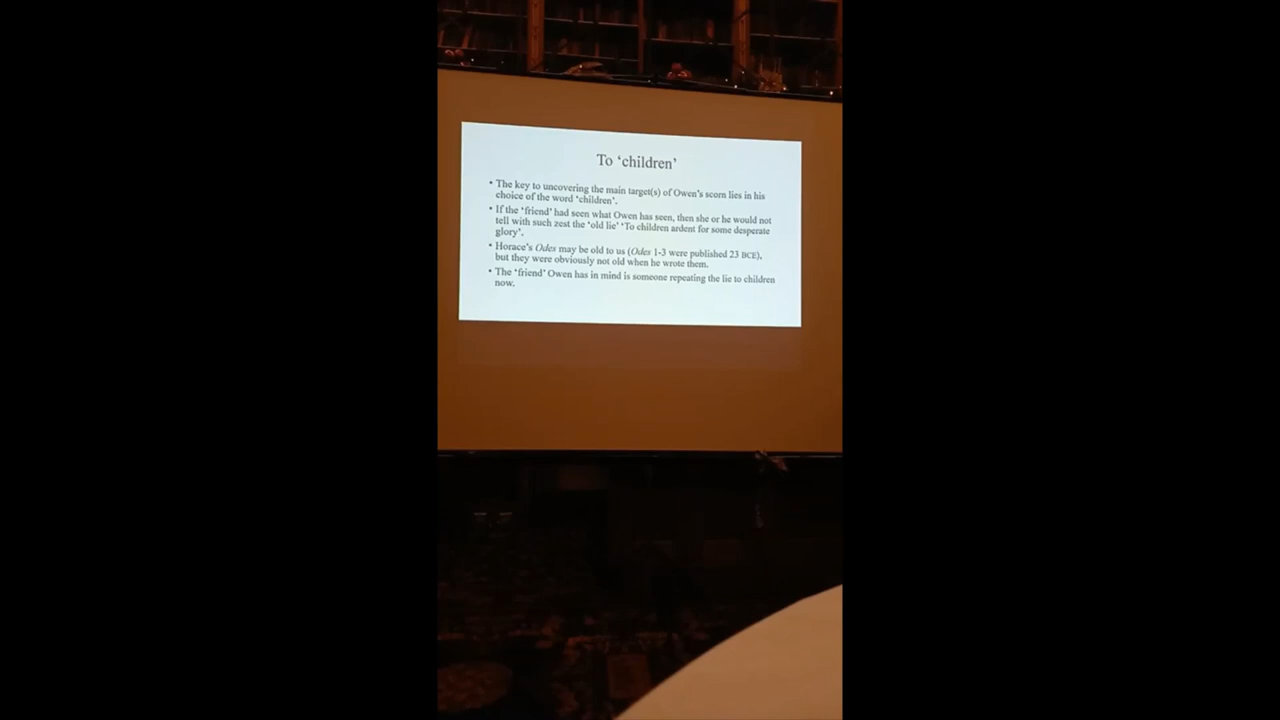 To ‘children’
• The key to uncovering the main target(s) of Owen’s scorn lies in his
choice of the word ‘children’.
• If the ‘friend’ had seen what Owen has seen, then she or he would not
tell with such zest the ‘old lie’ ‘To children ardent for some desperate
glory’.
• Horace’s Odes may be old to us (Odes 1-3 were published 23 BCE),
but they were obviously not old when he wrote them.
• The ‘friend’ Owen has in mind is someone repeating the lie to children
now.